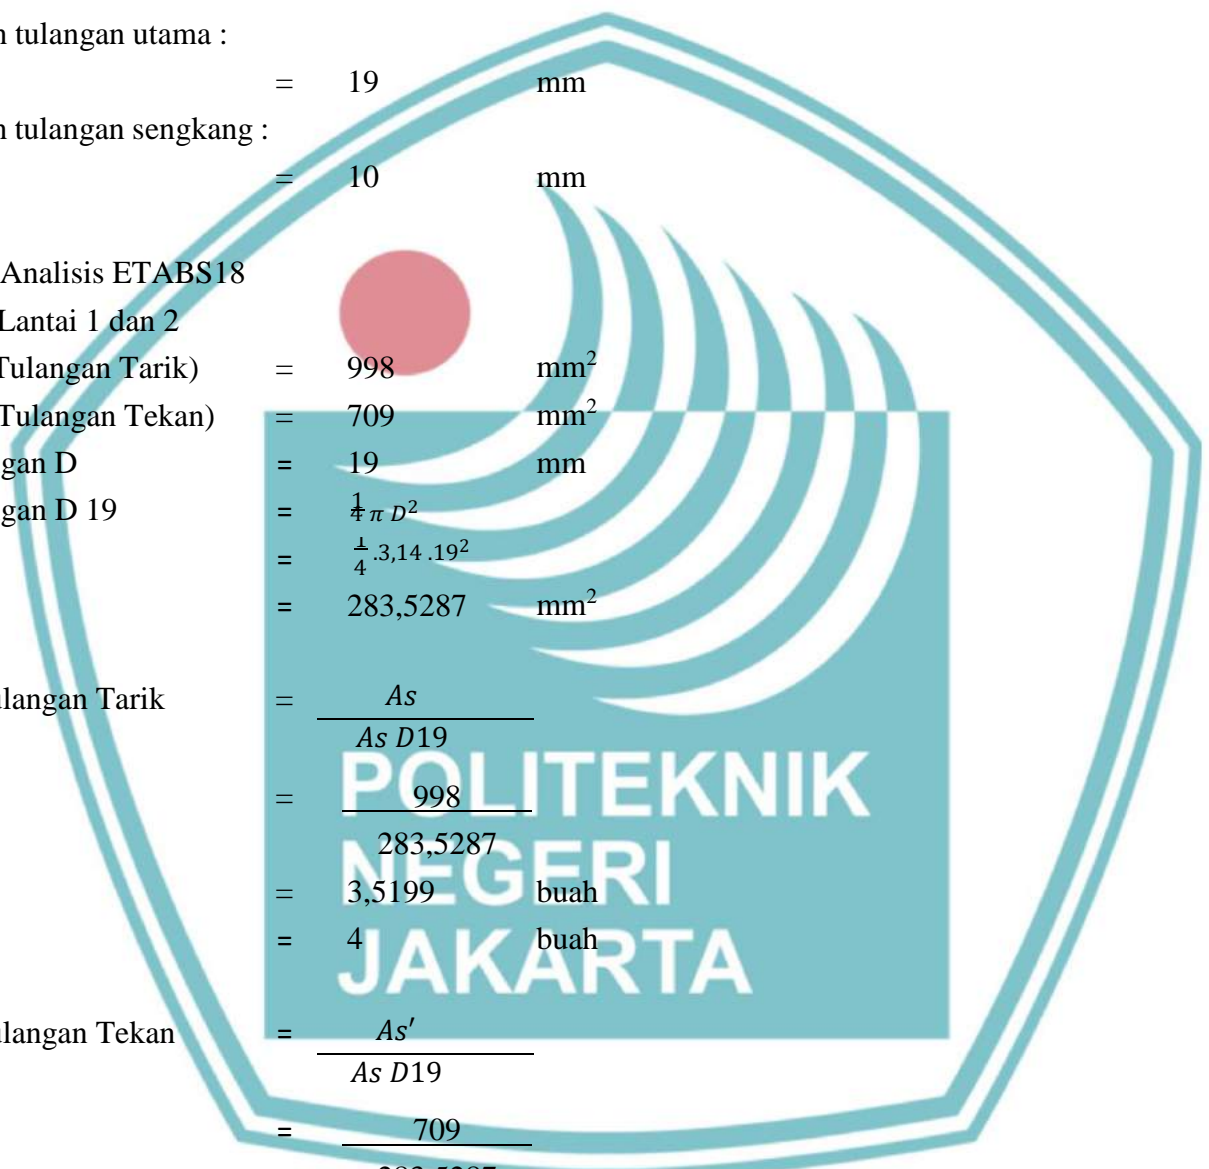 tulangan utama :
= 19 mm
tulangan sengkang :
= 10 mm
Analisis ETABS18
Lantai 1 dan 2
Tulangan Tarik) = 998 mm²
Tulangan Tekan) = 709 mm²
gan D = 19 mm
gan D 19 = 1/4 π D²
= 1/4 .3,14 .19²
= 283,5287 mm²
ulangan Tarik = As
As D19
= 998
283,5287
= 3,5199 buah
= 4 buah
ulangan Tekan = As′
As D19
= 709
283,5287
POLITEKNIK
NEGERI
JAKARTA